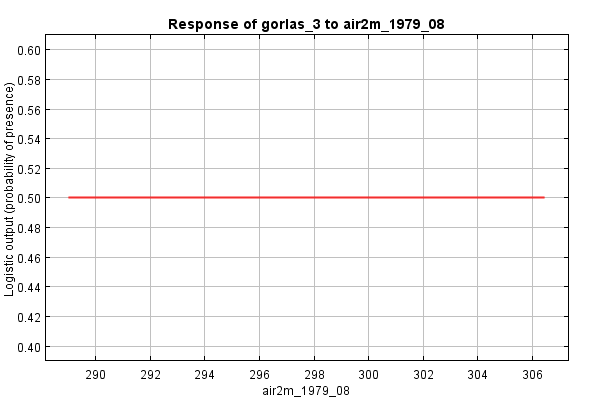 Response of gorlas_3 to air2m_1979_08
Logistic output (probability of presence)
0.60
0.58
0.56
0.54
0.52
0.50
0.48
0.46
0.44
0.42
0.40
290 292 294 296 298 300 302 304 306
air2m_1979_08